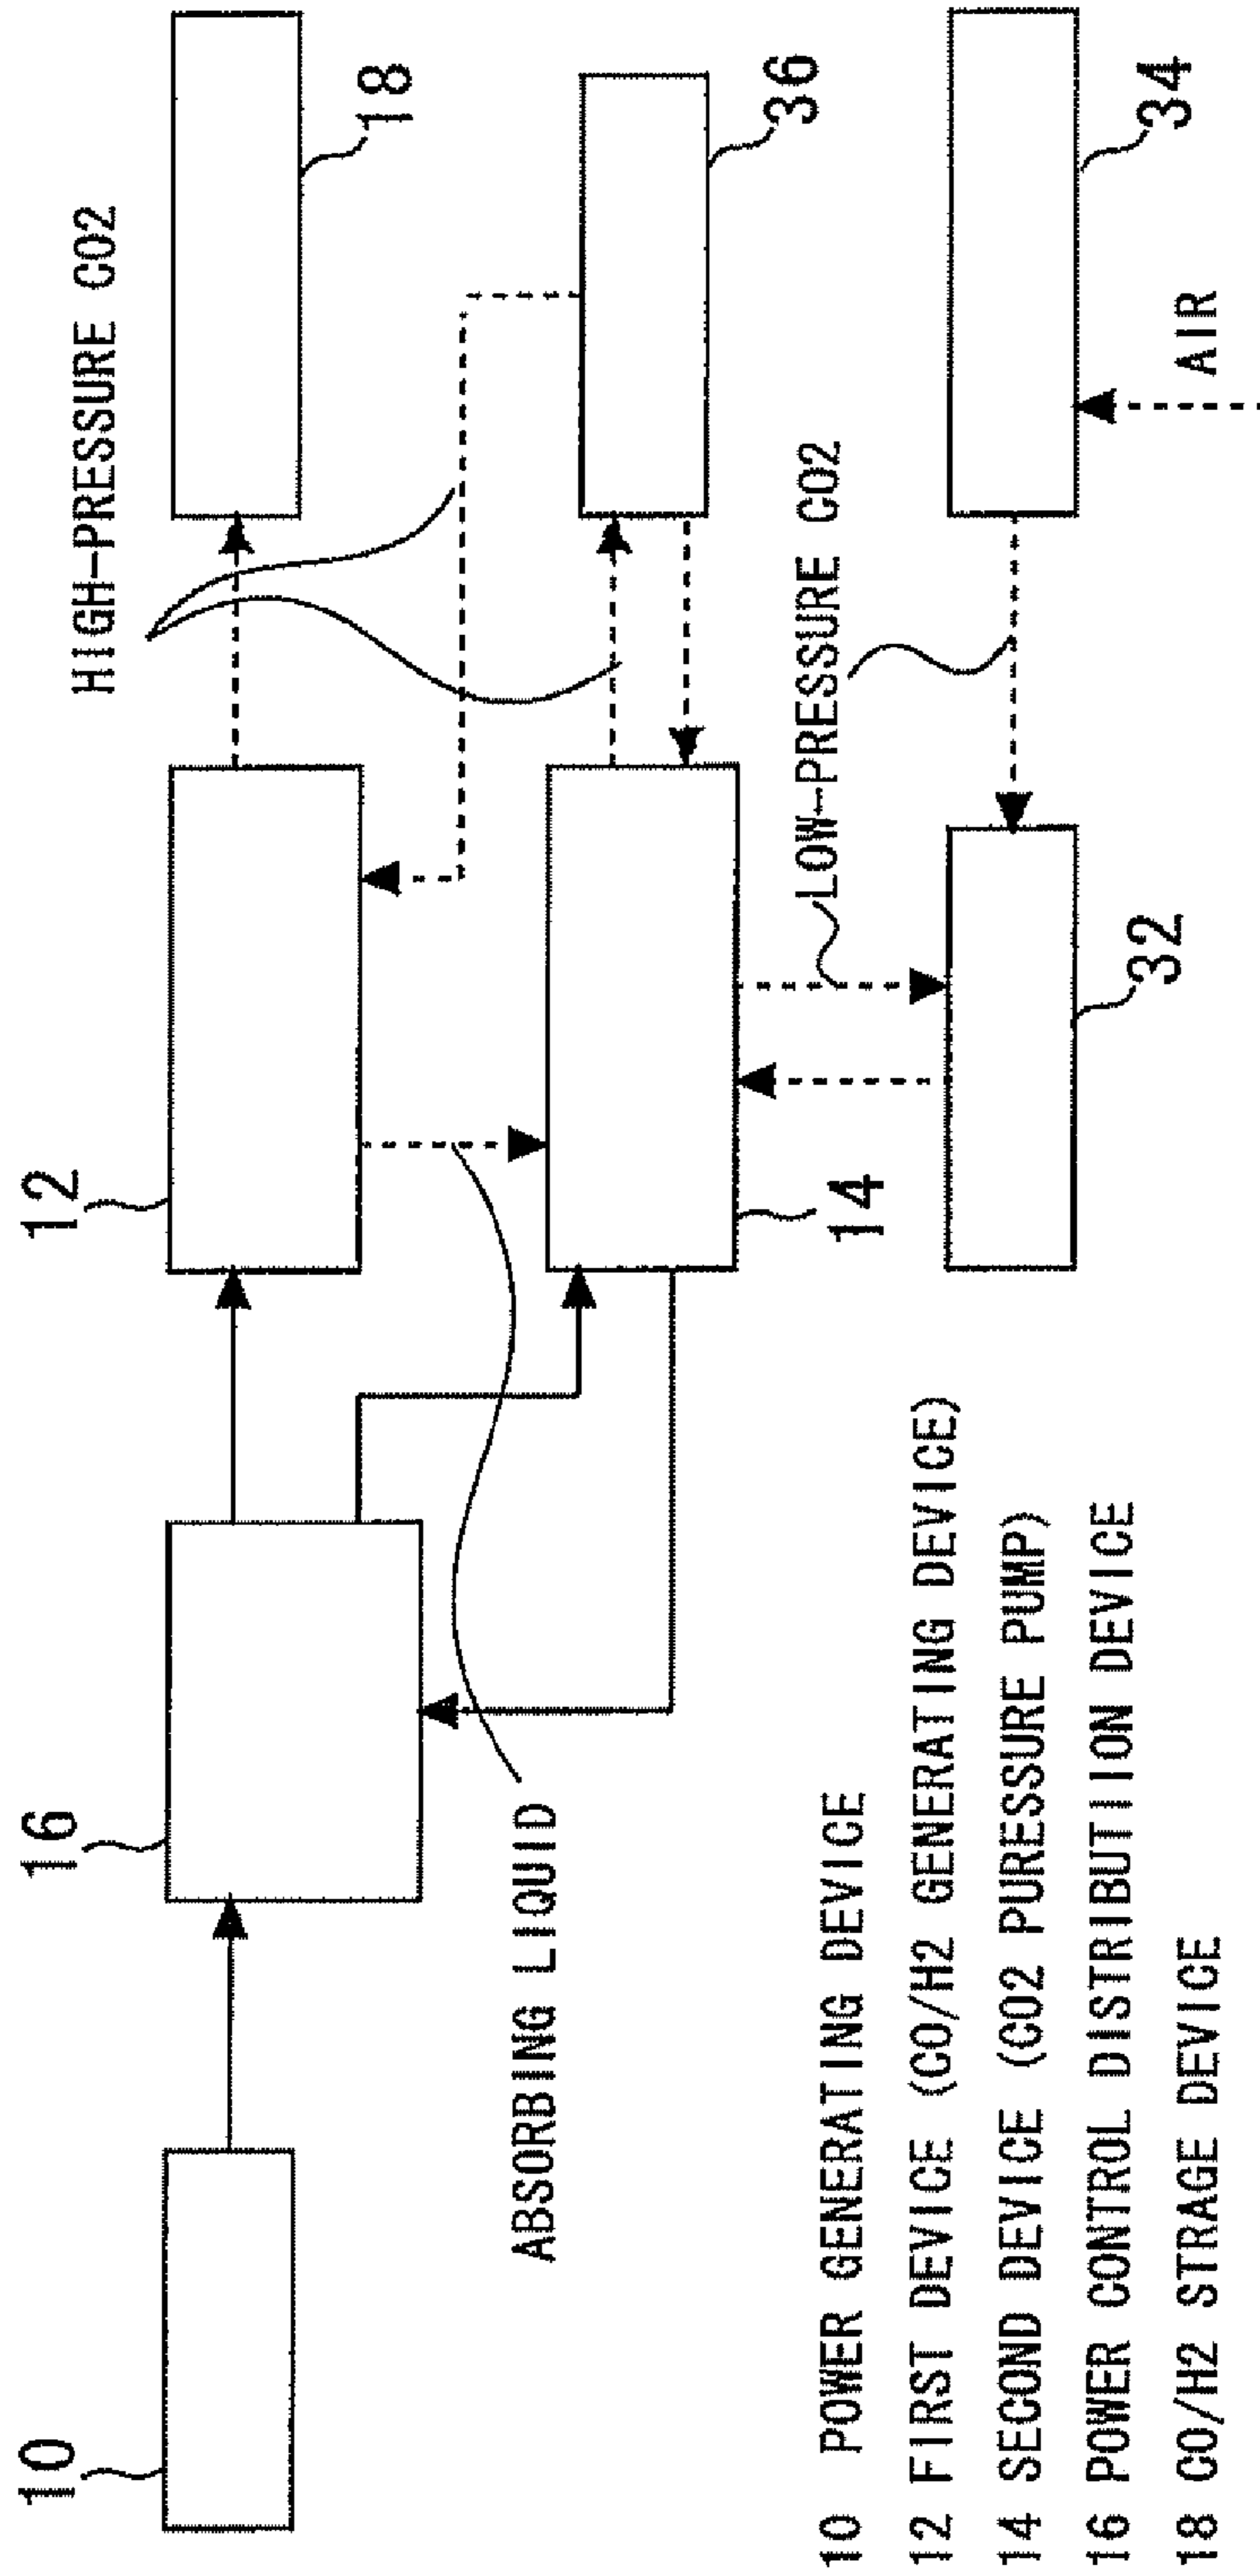 10
16
12
HIGH-PRESSURE CO2
18
ABSORBING LIQUID
36
14
LOW-PRESSURE CO2
32
34
AIR
10 POWER GENERATING DEVICE
12 FIRST DEVICE (CO/H2 GENERATING DEVICE)
14 SECOND DEVICE (CO2 PURESSURE PUMP)
16 POWER CONTROL DISTRIBUTION DEVICE
18 CO/H2 STRAGE DEVICE